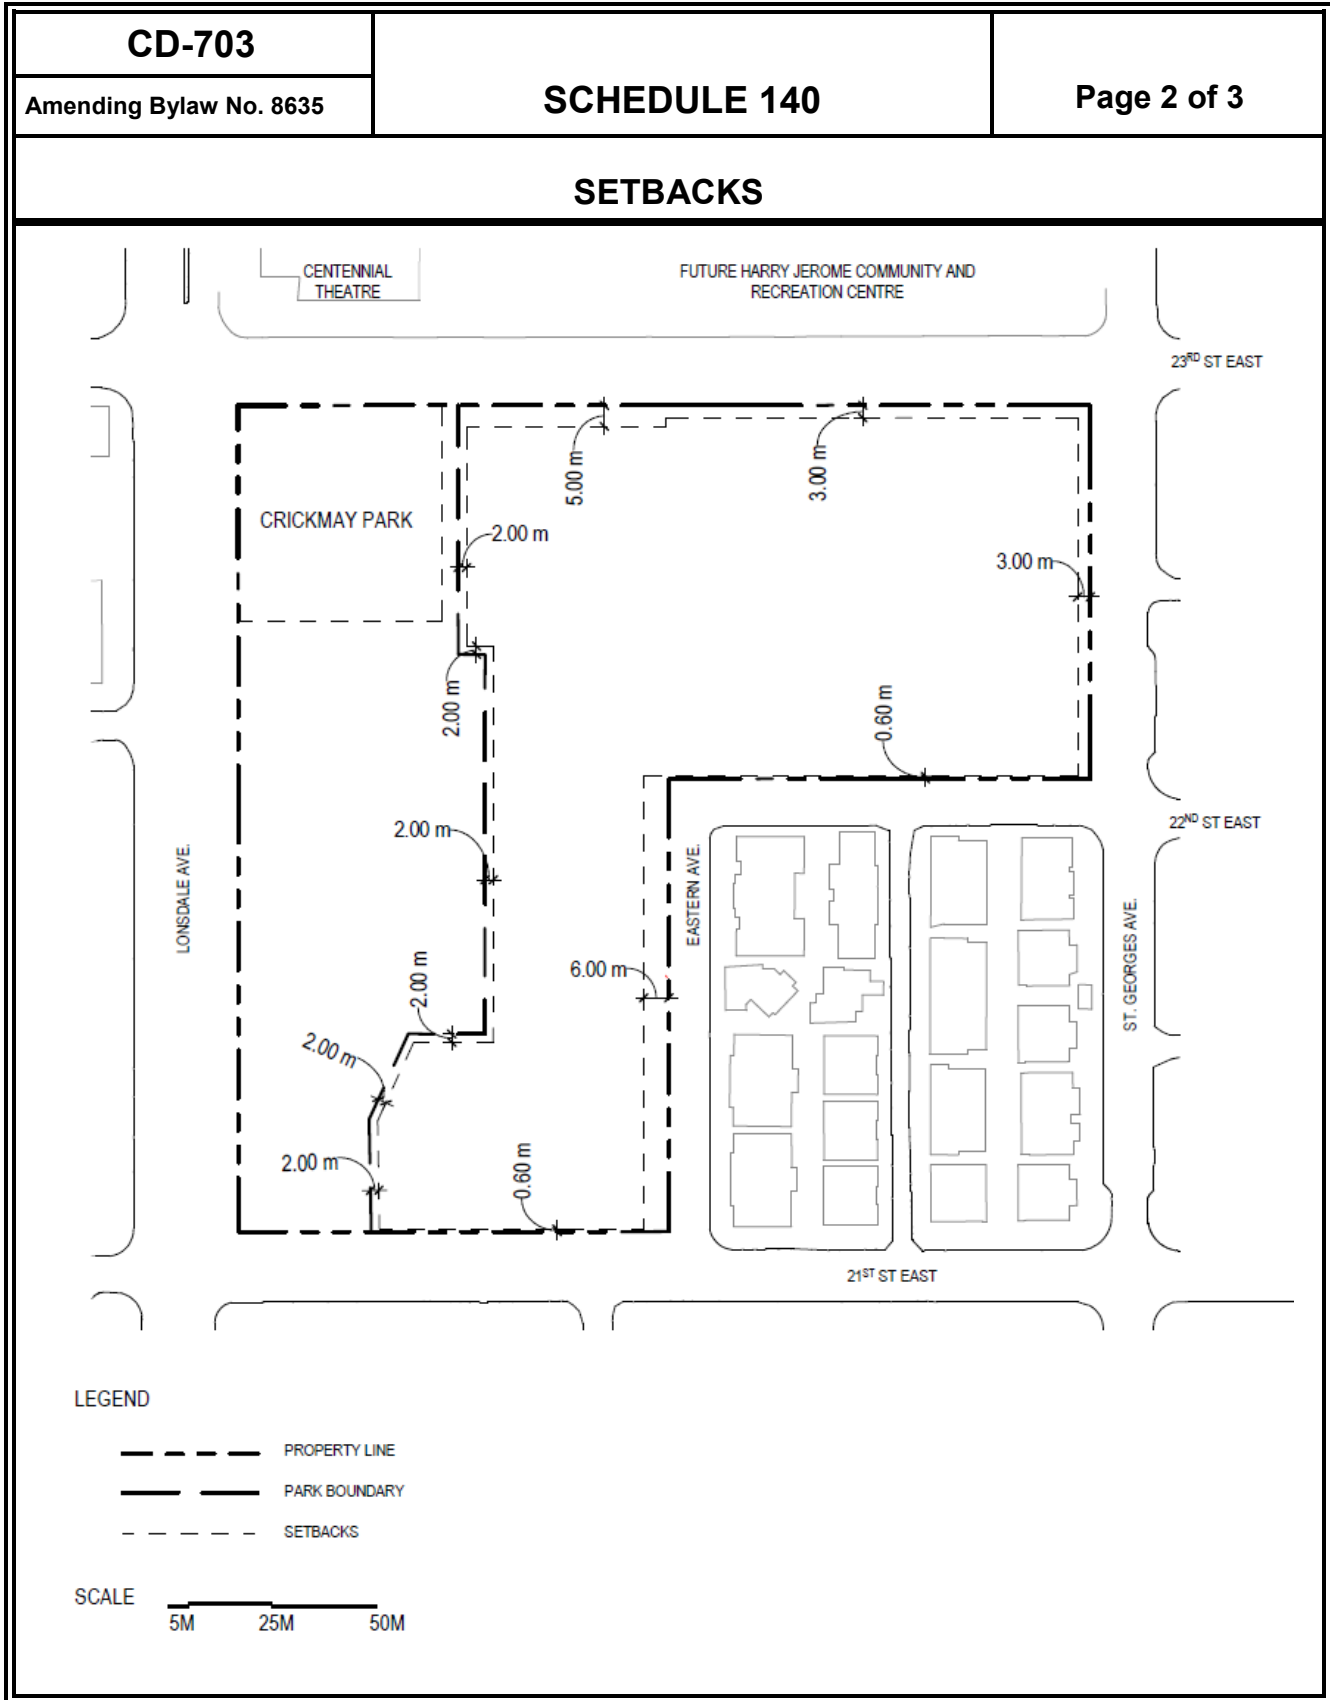 CD-703
Amending Bylaw No. 8635
SCHEDULE 140
Page 2 of 3
SETBACKS
CENTENNIAL
THEATRE
FUTURE HARRY JEROME COMMUNITY AND
RECREATION CENTRE
23RD ST EAST
5.00 m
3.00 m
CRICKMAY PARK
2.00 m
3.00 m
2.00 m
0.60 m
2.00 m
22ND ST EAST
LONSDALE AVE.
EASTERN AVE.
ST. GEORGES AVE.
6.00 m
2.00 m
2.00 m
2.00 m
0.60 m
21ST ST EAST
LEGEND
PROPERTY LINE
PARK BOUNDARY
SETBACKS
SCALE
5M 25M 50M